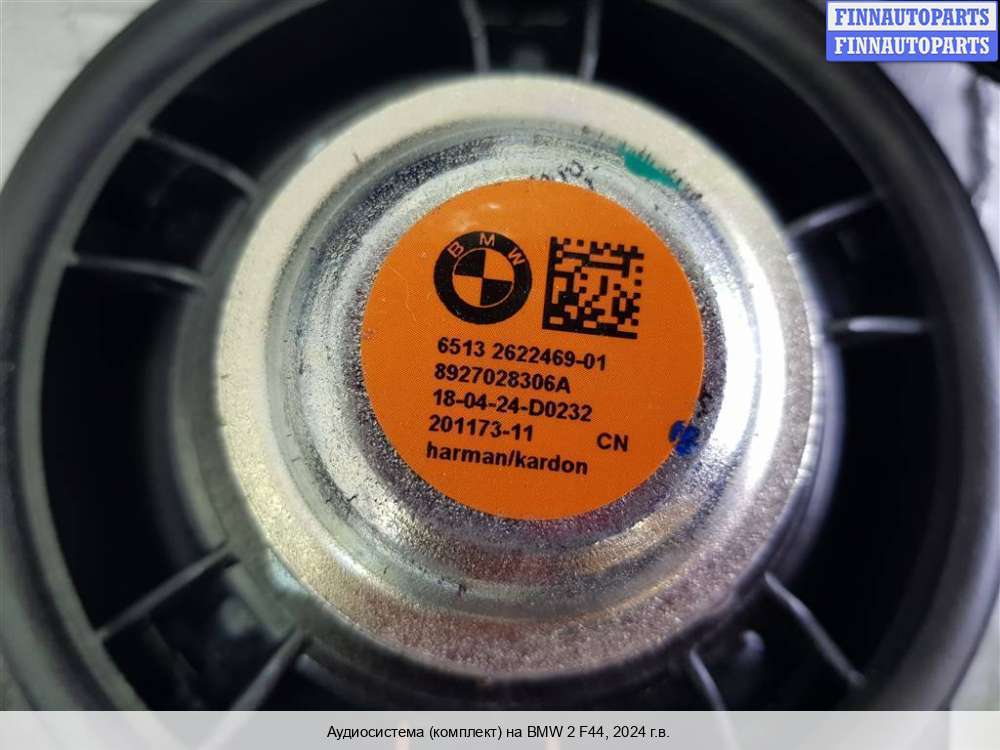 FINNAUTOPARTS
FINNAUTOPARTS
BMW
6513 2622469-01
8927028306A
18-04-24-D0232
201173-11 CN
harman/kardon
Аудиосистема (комплект) на BMW 2 F44, 2024 г.в.